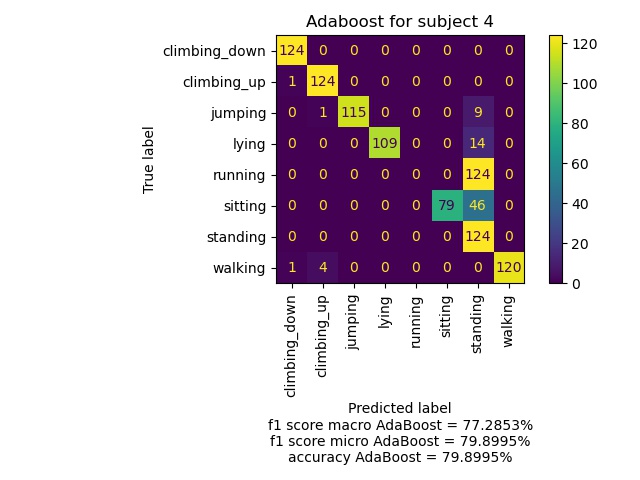 Adaboost for subject 4
climbing_down 124 0 0 0 0 0 0 0
climbing_up 1 124 0 0 0 0 0 0
jumping 0 1 115 0 0 0 9 0
lying 0 0 0 109 0 0 14 0
running 0 0 0 0 0 0 124 0
sitting 0 0 0 0 0 79 46 0
standing 0 0 0 0 0 0 124 0
walking 1 4 0 0 0 0 0 120
True label
climbing_down climbing_up jumping lying running sitting standing walking
Predicted label
f1 score macro AdaBoost = 77.2853%
f1 score micro AdaBoost = 79.8995%
accuracy AdaBoost = 79.8995%
120
100
80
60
40
20
0